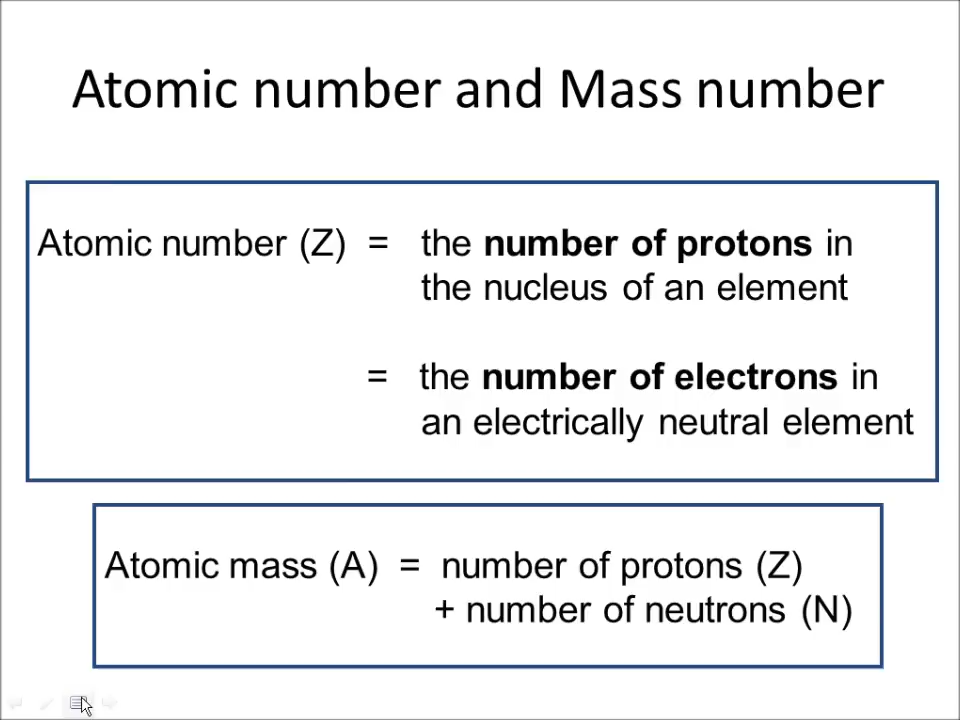 Atomic number and Mass number
Atomic number (Z) = the number of protons in
the nucleus of an element
= the number of electrons in
an electrically neutral element
Atomic mass (A) = number of protons (Z)
+ number of neutrons (N)